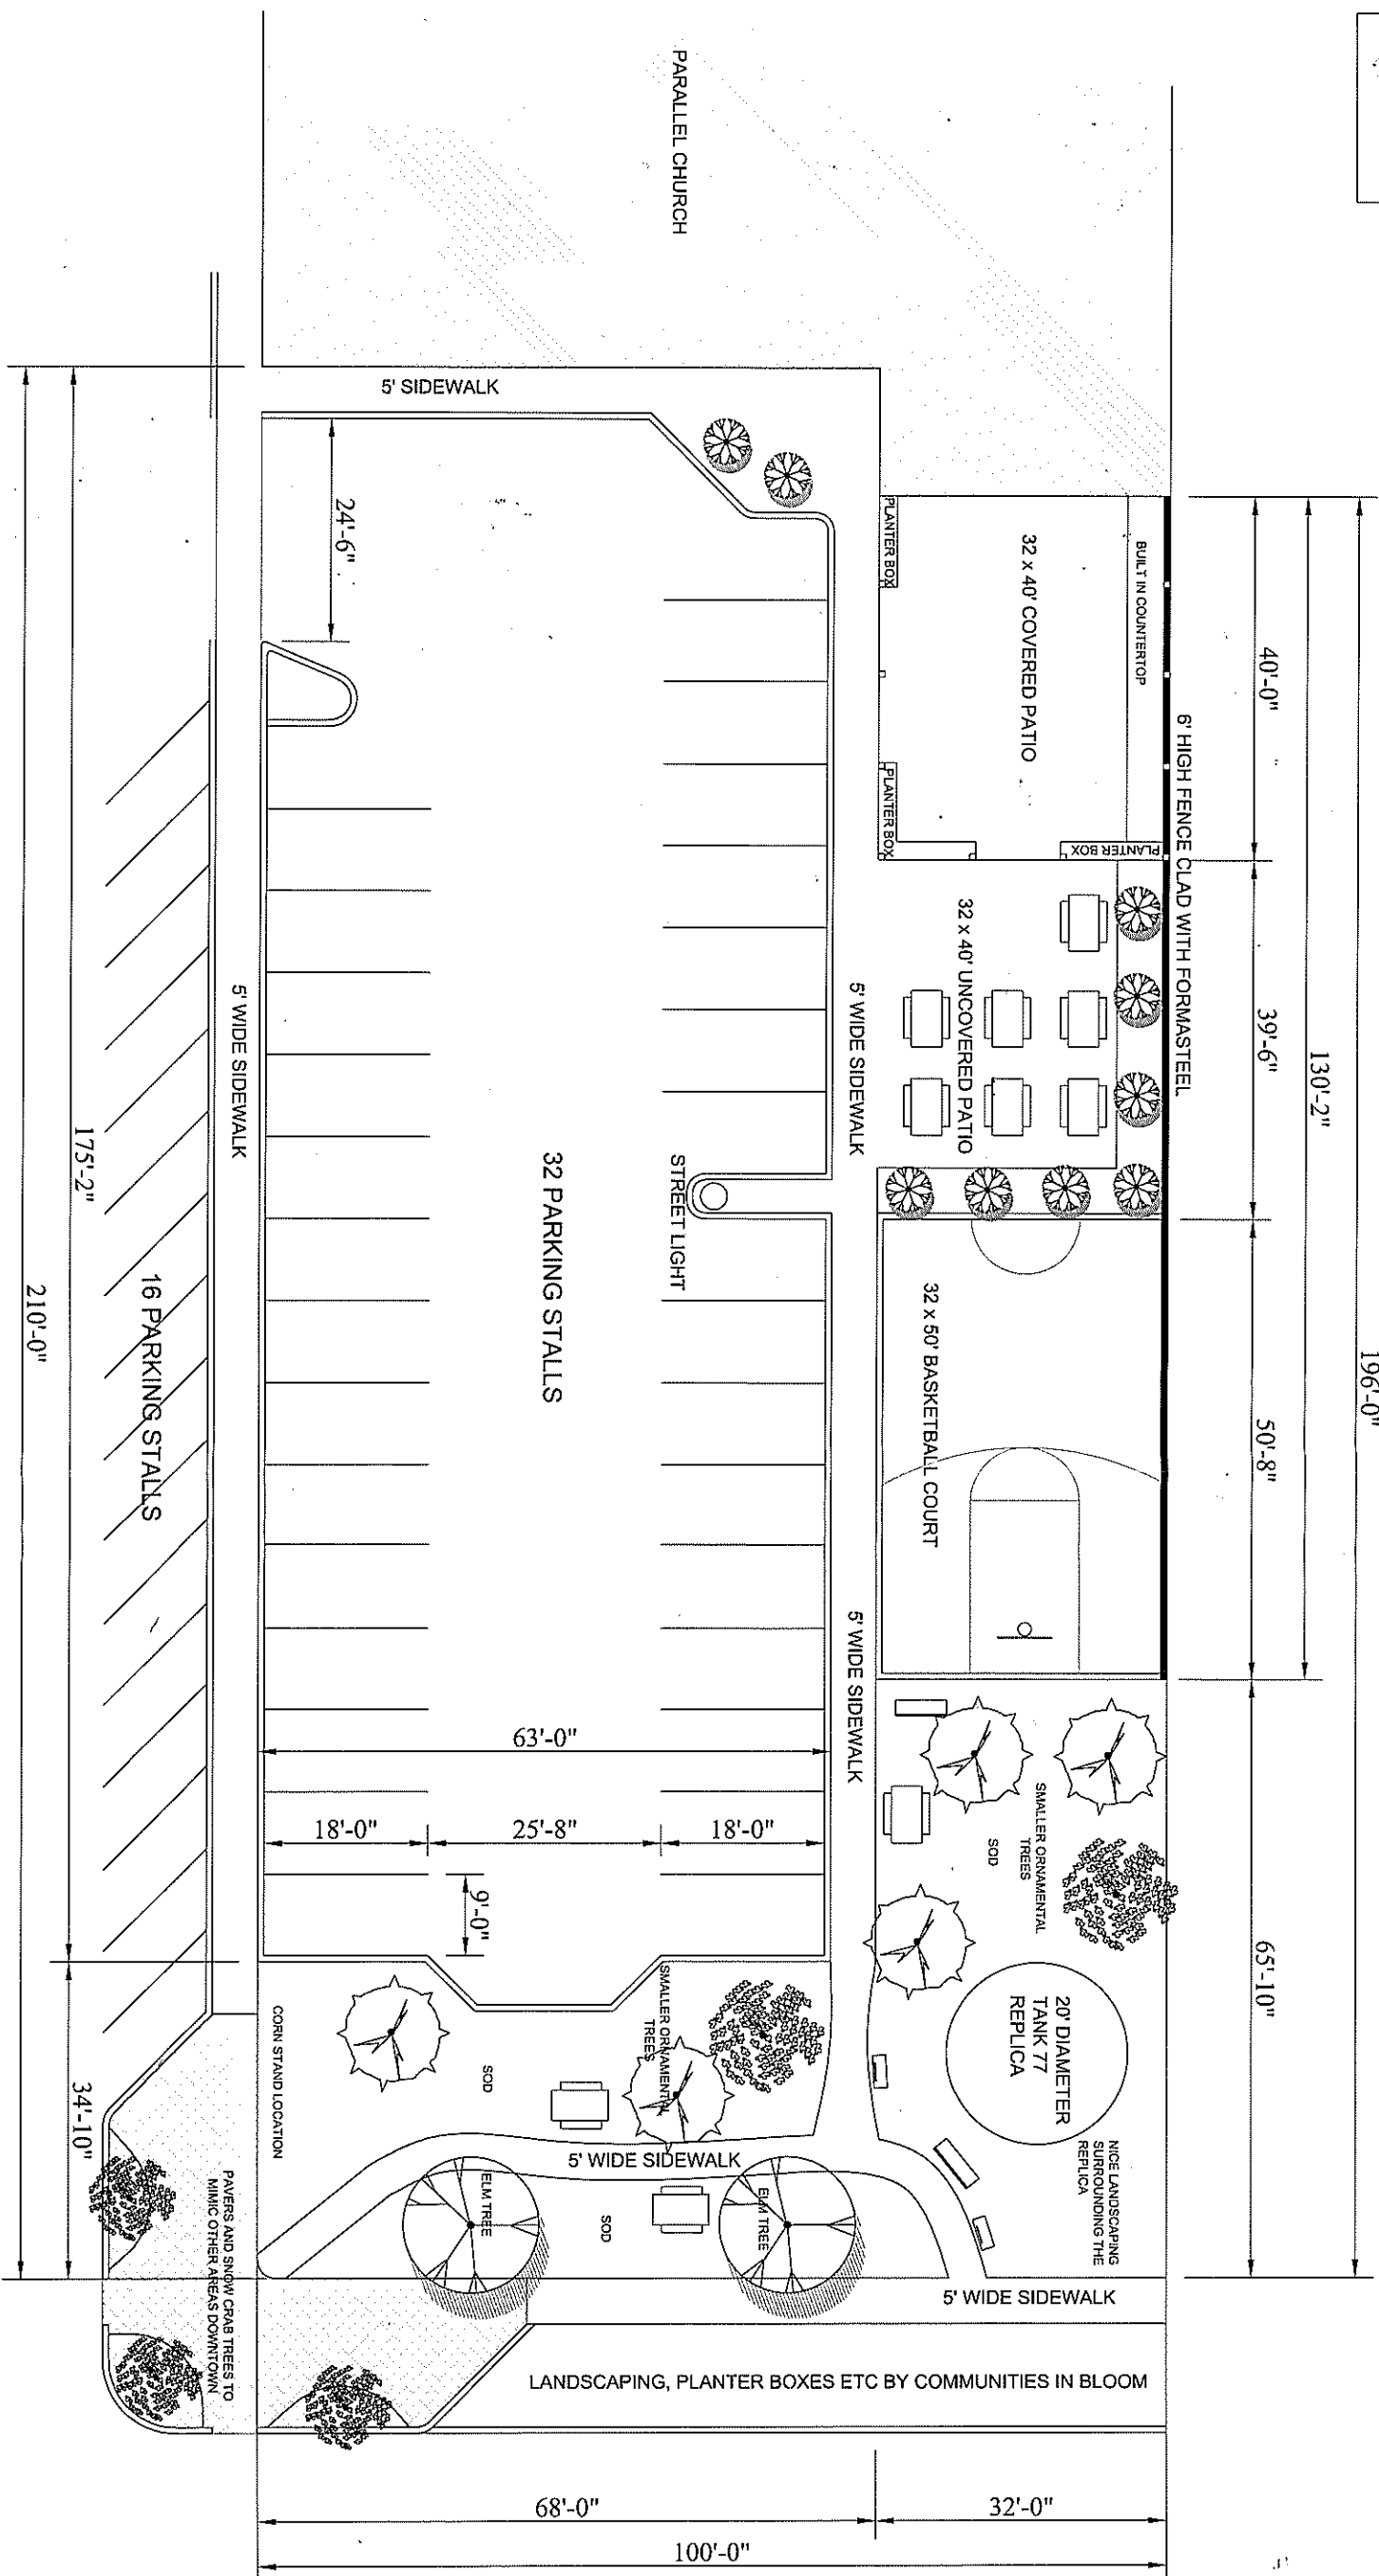 PARALLEL CHURCH
5' SIDEWALK
24'-6"
PLANTER BOX
32 x 40' COVERED PATIO
BUILT IN COUNTERTOP
PLANTER BOX
PLANTER BOX
40'-0"
6' HIGH FENCE CLAD WITH FORMASTEEL
32 x 40' UNCOVERED PATIO
39'-6"
130'-2"
196'-0"
5' WIDE SIDEWALK
5' WIDE SIDEWALK
STREET LIGHT
32 PARKING STALLS
32 x 50' BASKETBALL COURT
50'-8"
175'-2"
16 PARKING STALLS
210'-0"
5' WIDE SIDEWALK
63'-0"
18'-0"
25'-8"
18'-0"
9'-0"
SMALLER ORNAMENTAL
TREES
SOD
65'-10"
20' DIAMETER
TANK 77
REPLICA
NICE LANDSCAPING
SURROUNDING THE
REPLICA
SMALLER ORNAMENTAL
TREES
SOD
CORN STAND LOCATION
34'-10"
5' WIDE SIDEWALK
ELM TREE
ELM TREE
SOD
PAVERS AND SNOW CRAB TREES TO
MIMIC OTHER AREAS DOWNTOWN
5' WIDE SIDEWALK
LANDSCAPING, PLANTER BOXES ETC BY COMMUNITIES IN BLOOM
68'-0"
32'-0"
100'-0"